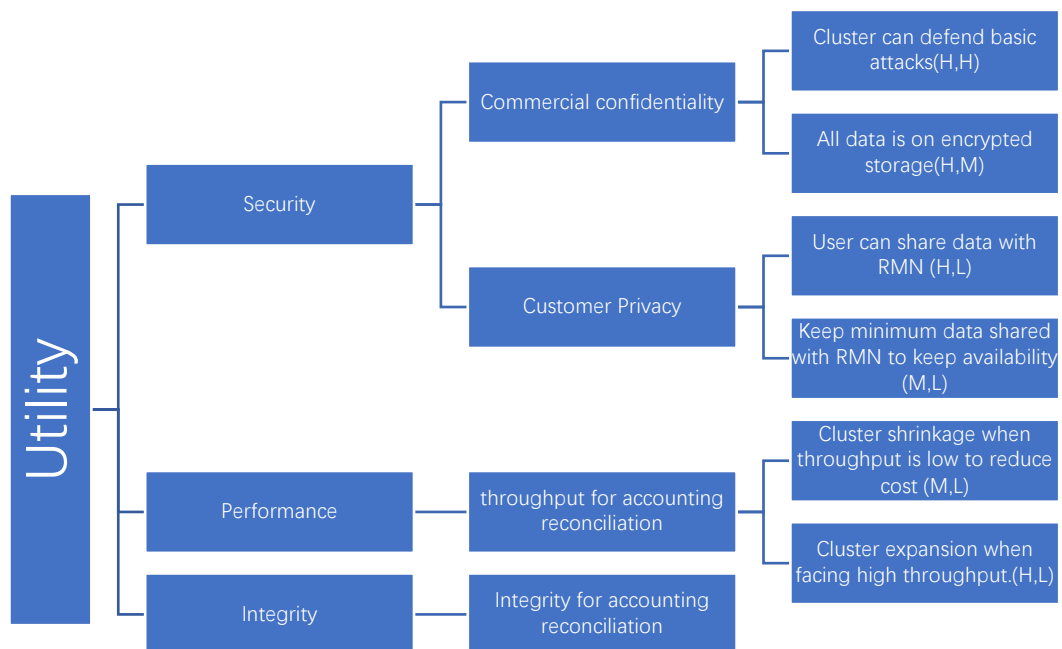 Utility
Security
Commercial confidentiality
Cluster can defend basic
attacks(H,H)
All data is on encrypted
storage(H,M)
Customer Privacy
User can share data with
RMN (H,L)
Keep minimum data shared
with RMN to keep availability
(M,L)
Performance
throughput for accounting
reconciliation
Cluster shrinkage when
throughput is low to reduce
cost (M,L)
Cluster expansion when
facing high throughput.(H,L)
Integrity
Integrity for accounting
reconciliation